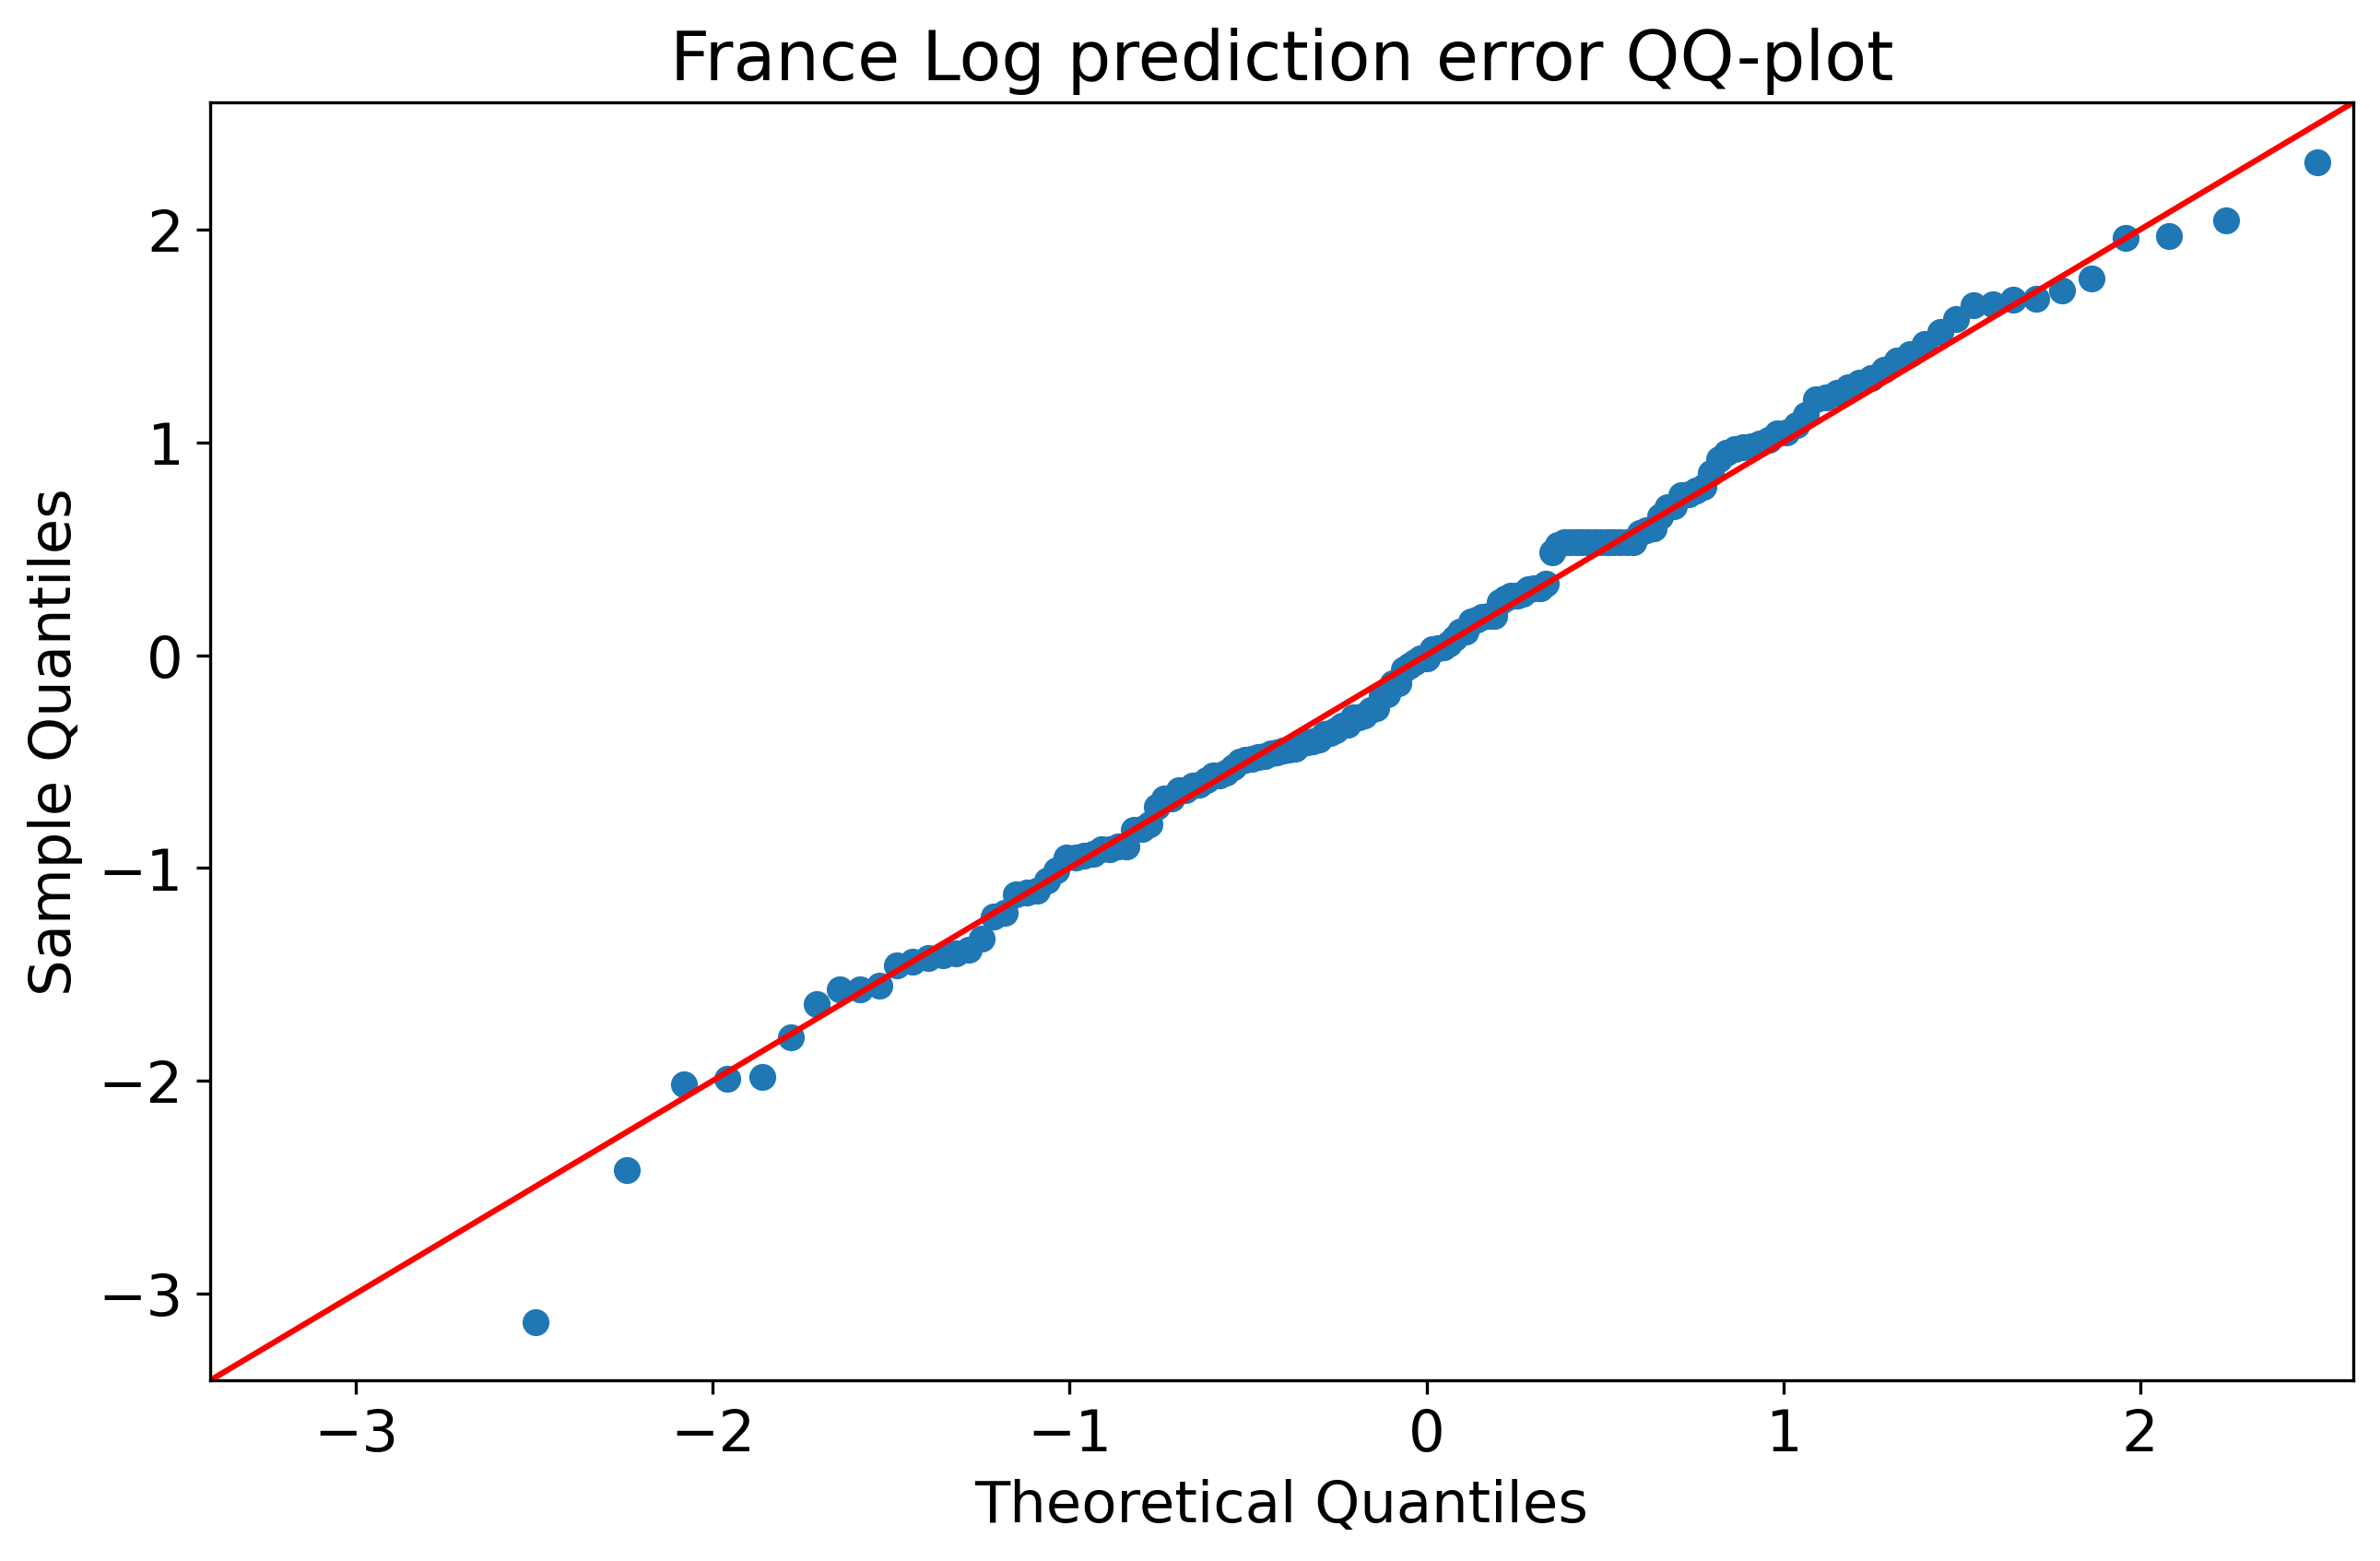 France Log prediction error QQ-plot
2
1
0
−1
−2
−3
Sample Quantiles
−3 −2 −1 0 1 2
Theoretical Quantiles